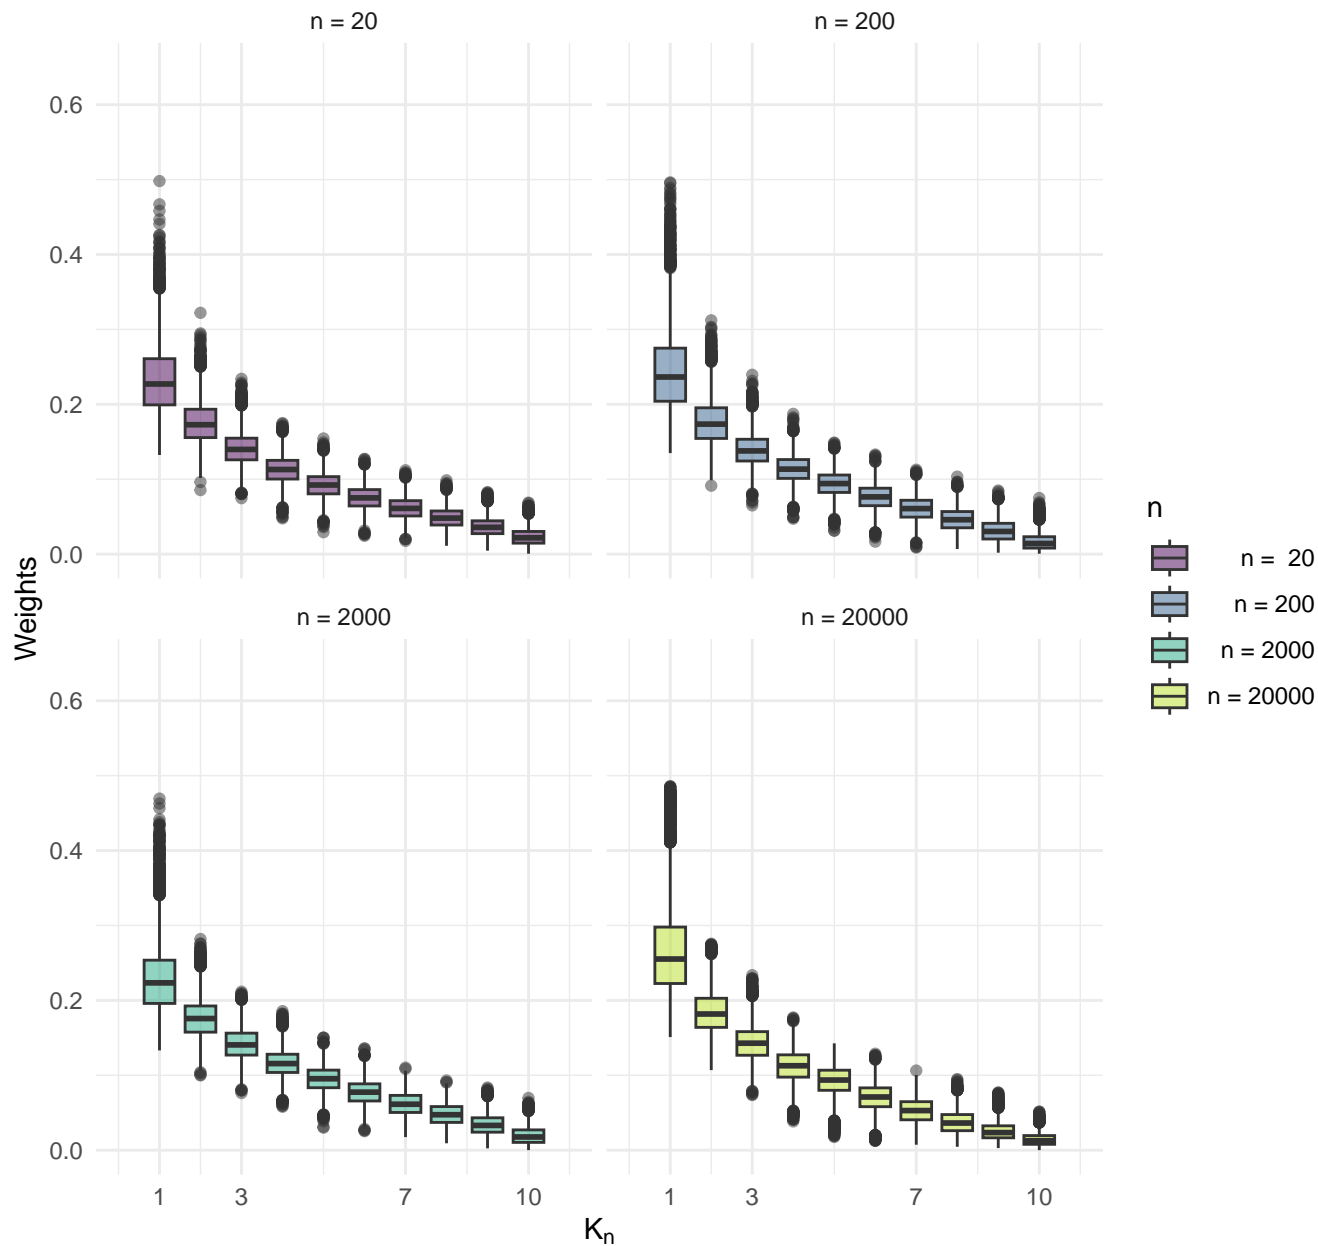 n = 20
n = 200
0.6
0.4
0.2
0.0
Weights
n = 2000
n = 20000
0.6
0.4
0.2
0.0
1 3 7 10
1 3 7 10
Kn
n
n = 20
n = 200
n = 2000
n = 20000